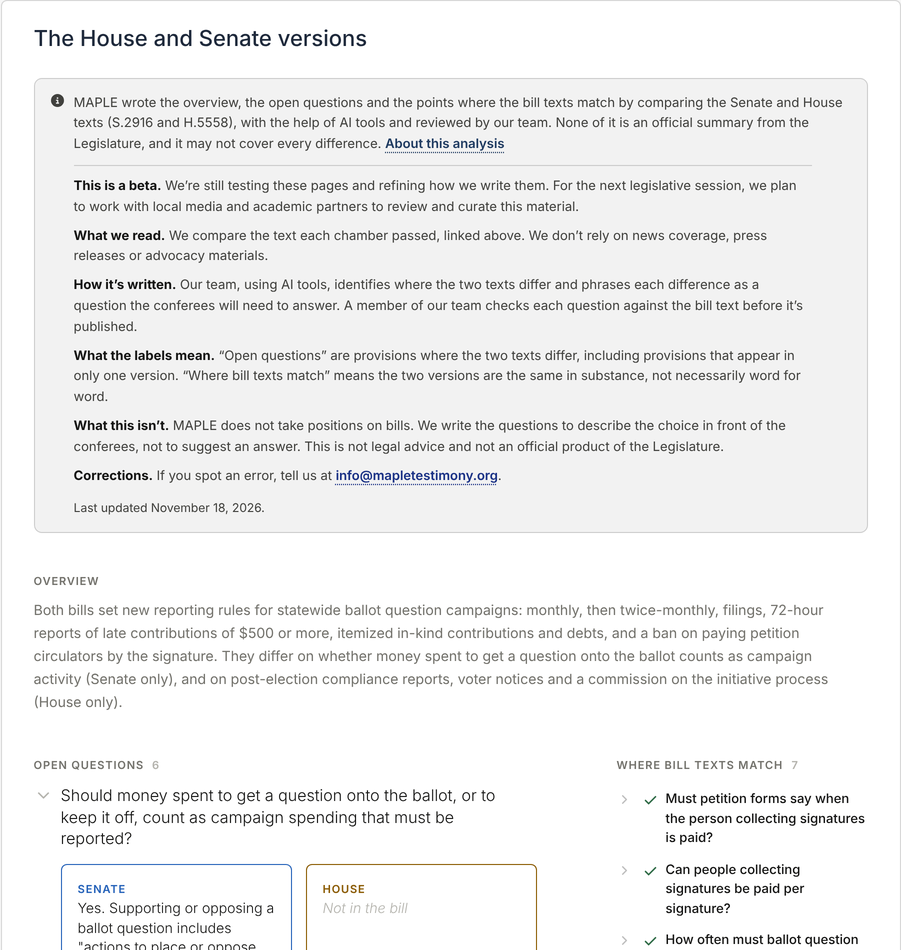 The House and Senate versions
MAPLE wrote the overview, the open questions and the points where the bill texts match by comparing the Senate and House
texts (S.2916 and H.5558), with the help of AI tools and reviewed by our team. None of it is an official summary from the
Legislature, and it may not cover every difference. About this analysis
This is a beta. We’re still testing these pages and refining how we write them. For the next legislative session, we plan
to work with local media and academic partners to review and curate this material.
What we read. We compare the text each chamber passed, linked above. We don’t rely on news coverage, press
releases or advocacy materials.
How it’s written. Our team, using AI tools, identifies where the two texts differ and phrases each difference as a
question the conferees will need to answer. A member of our team checks each question against the bill text before it’s
published.
What the labels mean. “Open questions” are provisions where the two texts differ, including provisions that appear in
only one version. “Where bill texts match” means the two versions are the same in substance, not necessarily word for
word.
What this isn’t. MAPLE does not take positions on bills. We write the questions to describe the choice in front of the
conferees, not to suggest an answer. This is not legal advice and not an official product of the Legislature.
Corrections. If you spot an error, tell us at info@mapletestimony.org.
Last updated November 18, 2026.
OVERVIEW
Both bills set new reporting rules for statewide ballot question campaigns: monthly, then twice-monthly, filings, 72-hour
reports of late contributions of $500 or more, itemized in-kind contributions and debts, and a ban on paying petition
circulators by the signature. They differ on whether money spent to get a question onto the ballot counts as campaign
activity (Senate only), and on post-election compliance reports, voter notices and a commission on the initiative process
(House only).
OPEN QUESTIONS 6
Should money spent to get a question onto the ballot, or to
keep it off, count as campaign spending that must be
reported?
SENATE
Yes. Supporting or opposing a
ballot question includes
"actions to place or oppose
HOUSE
Not in the bill
WHERE BILL TEXTS MATCH 7
Must petition forms say when
the person collecting signatures
is paid?
Can people collecting
signatures be paid per
signature?
How often must ballot question